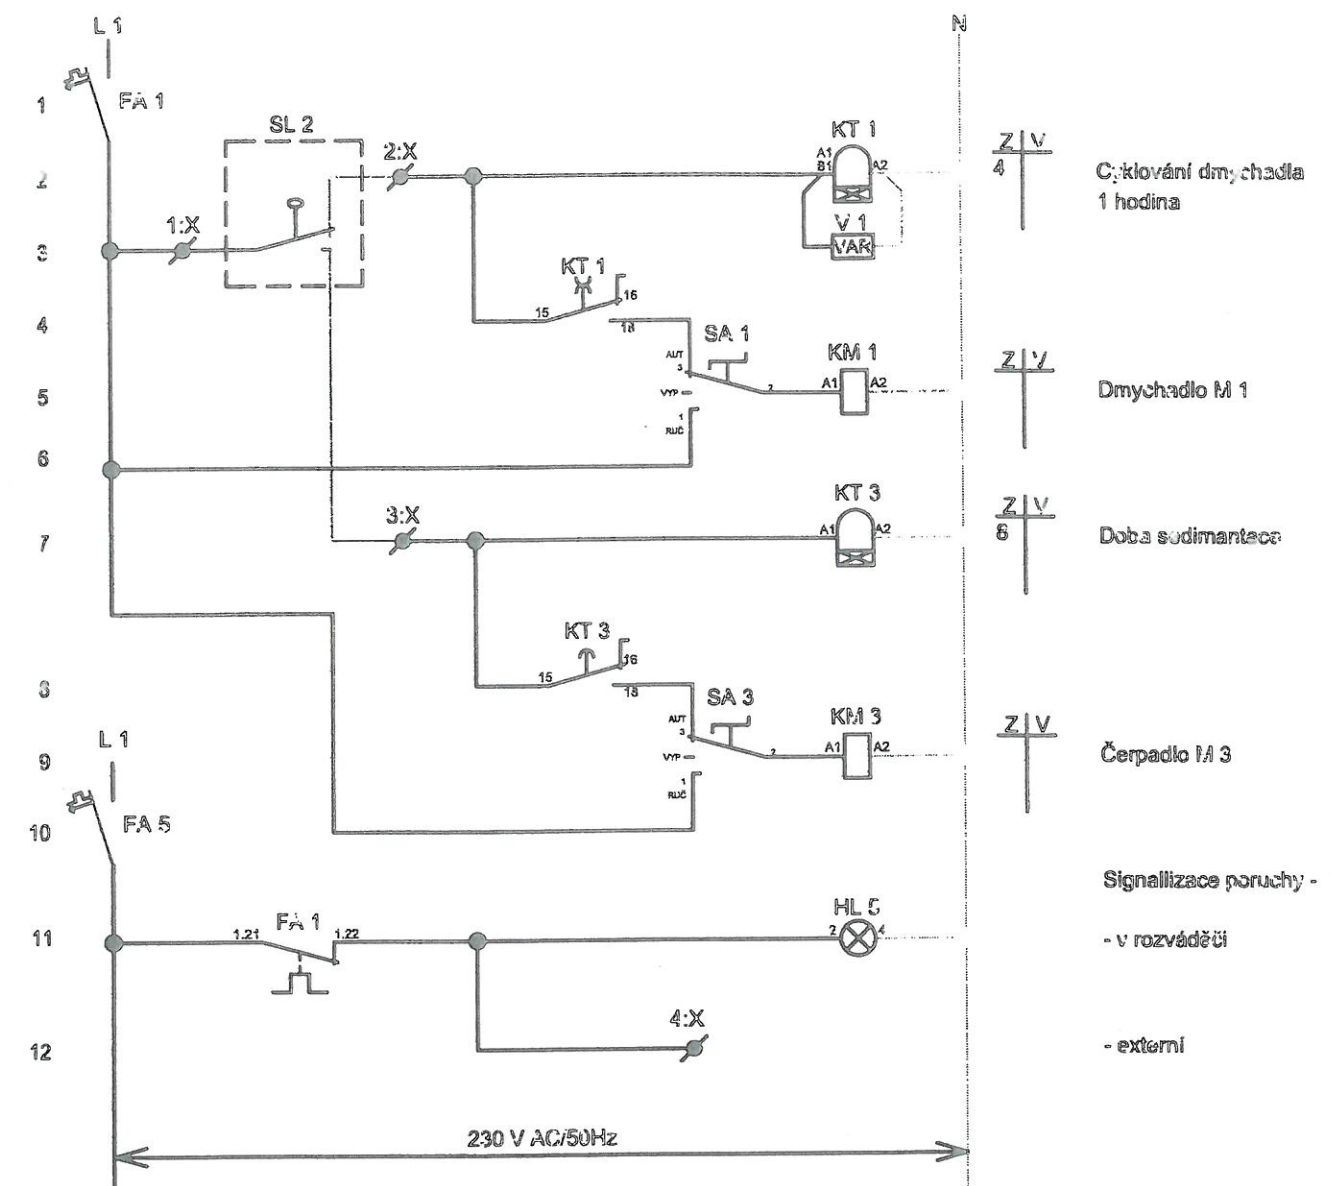 L 1
N
1
FA 1
SL 2
KT 1
Z V
2:X
A1
B1
A2
4
Cyklování dmychadla
2
1 hodina
1:X
V 1
VAR
3
KT 1
15
16
18
4
SA 1
AUT
3
KM 1
Z V
VYP
2
A1
A2
5
Dmychadlo M 1
1
RUČ
6
3:X
KT 3
Z V
7
A1
A2
8
Doba sedimantace
KT 3
15
16
18
8
SA 3
AUT
3
KM 3
Z V
L 1
VYP
2
A1
A2
9
Čerpadlo M 3
1
RUČ
10
FA 5
Signallizace poruchy -
FA 1
HL 5
11
1.21
1.22
2
4
- v rozváděči
4:X
12
- externí
230 V AC/50Hz